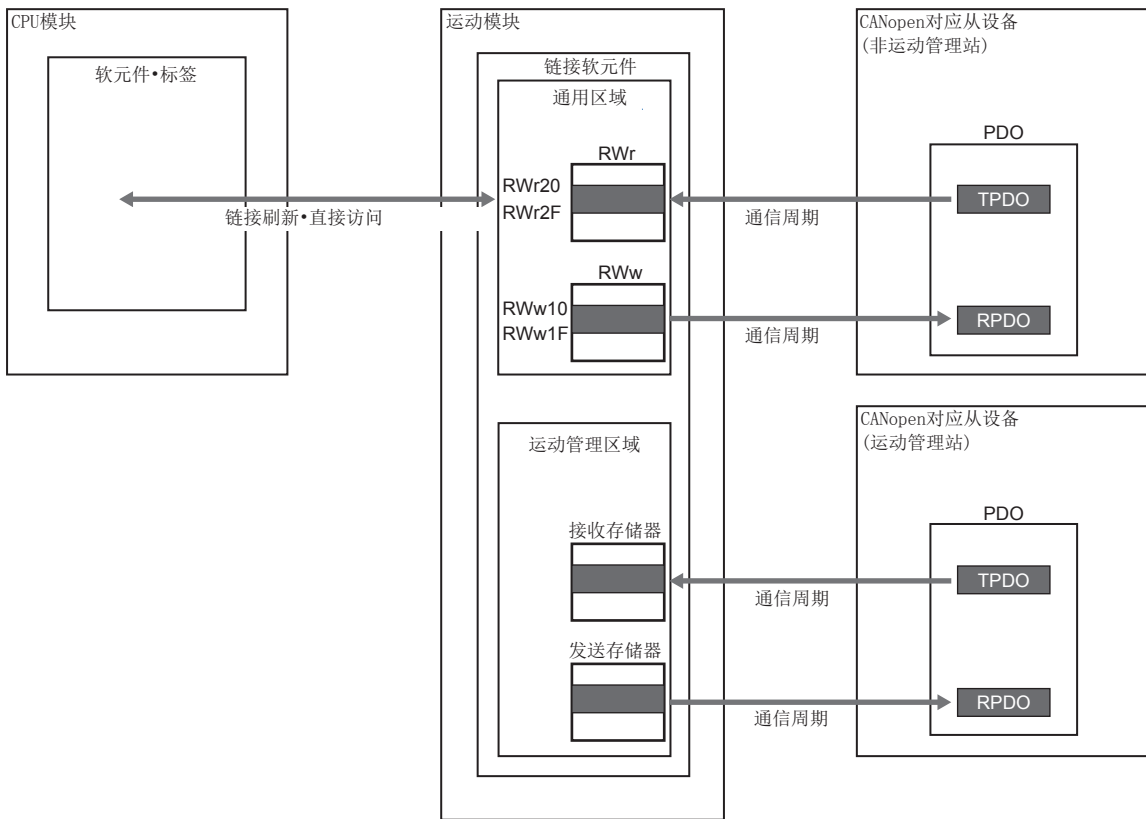 CPU模块
软元件•标签
链接刷新•直接访问
运动模块
链接软元件
通用区域
RWr
RWr20
RWr2F
RWw
RWw10
RWw1F
通信周期
通信周期
CANopen对应从设备
(非运动管理站)
PDO
TPDO
RPDO
运动管理区域
接收存储器
发送存储器
通信周期
通信周期
CANopen对应从设备
(运动管理站)
PDO
TPDO
RPDO